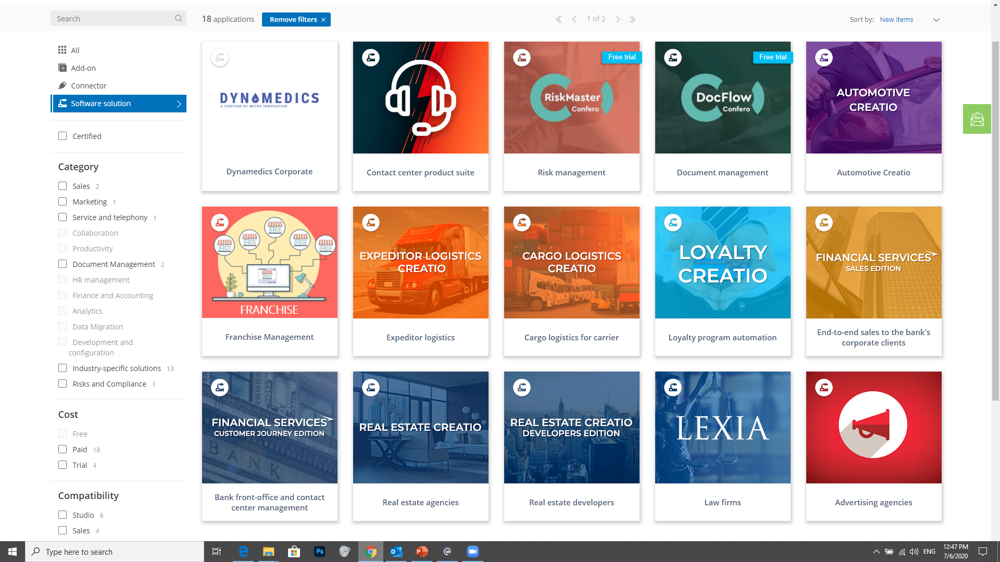 Search
18 applications
Remove filters ×
1 of 2
Sort by: New items
All
Add-on
Connector
Software solution
Certified
Category
Sales 2
Marketing 1
Service and telephony 1
Collaboration
Productivity
Document Management 2
HR management
Finance and Accounting
Analytics
Data Migration
Development and
configuration
Industry-specific solutions 13
Risks and Compliance 1
Cost
Free
Paid 18
Trial 4
Compatibility
Studio 6
Sales 4
DYNAMEDICS
A VENTURE BY MITRA INNOVATION
Dynamedics Corporate
Contact center product suite
Free trial
RiskMaster
Confero
Risk management
Free trial
DocFlow
Confero
Document management
AUTOMOTIVE
CREATIO
Automotive Creatio
FRANCHISE
Franchise Management
EXPEDITOR LOGISTICS
CREATIO
Expeditor logistics
CARGO LOGISTICS
CREATIO
Cargo logistics for carrier
LOYALTY
CREATIO
Loyalty program automation
FINANCIAL SERVICES
SALES EDITION
End-to-end sales to the bank's
corporate clients
FINANCIAL SERVICES
CUSTOMER JOURNEY EDITION
BANK
Bank front-office and contact
center management
REAL ESTATE CREATIO
Real estate agencies
REAL ESTATE CREATIO
DEVELOPERS EDITION
Real estate developers
LEXIA
Law firms
Advertising agencies
Type here to search
Ps
ENG
12:47 PM
7/6/2020